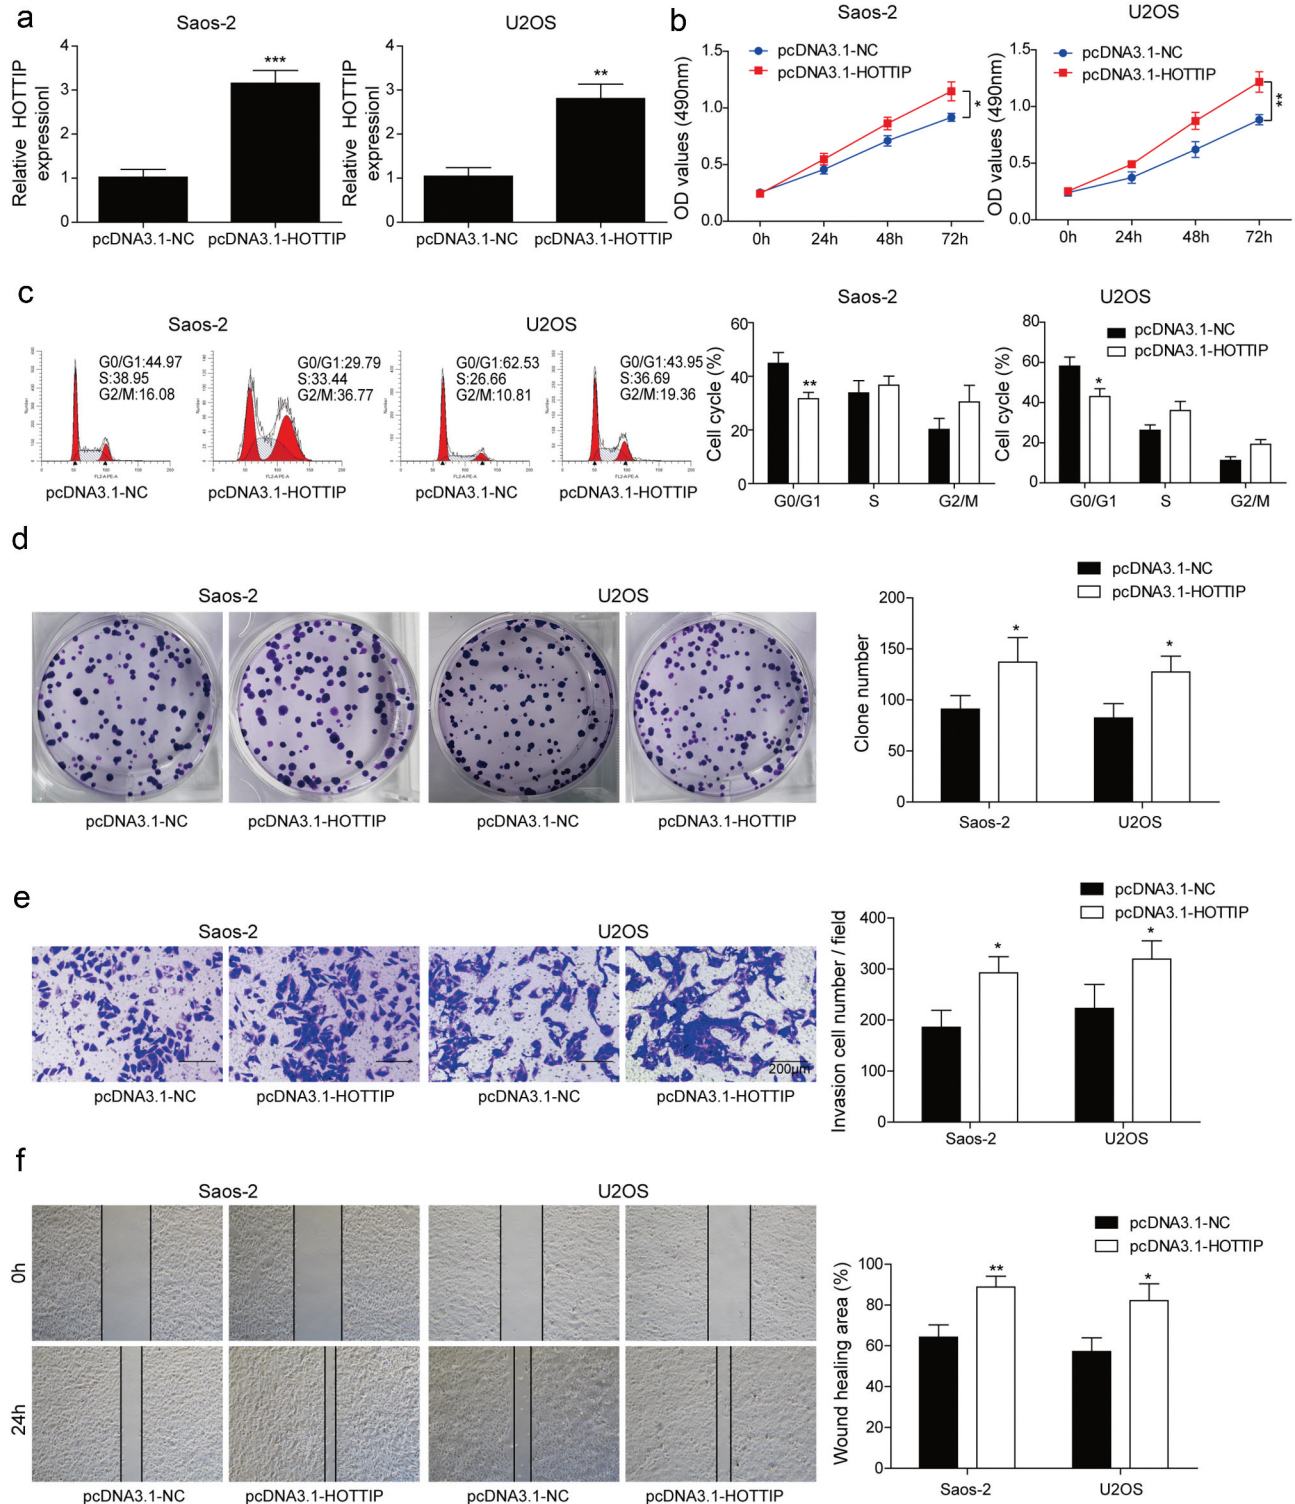 a
Saos-2
U2OS
Relative HOTTIP
expressionl
4
3
2
1
0
***
pcDNA3.1-NC
pcDNA3.1-HOTTIP
Relative HOTTIP
expressionl
4
3
2
1
0
**
pcDNA3.1-NC
pcDNA3.1-HOTTIP
b
Saos-2
U2OS
OD values (490nm)
1.5
1.0
0.5
0.0
pcDNA3.1-NC
pcDNA3.1-HOTTIP
*
0h
24h
48h
72h
OD values (490nm)
1.5
1.0
0.5
0.0
pcDNA3.1-NC
pcDNA3.1-HOTTIP
**
0h
24h
48h
72h
c
Saos-2
U2OS
G0/G1:44.97
S:38.95
G2/M:16.08
pcDNA3.1-NC
G0/G1:29.79
S:33.44
G2/M:36.77
pcDNA3.1-HOTTIP
G0/G1:62.53
S:26.66
G2/M:10.81
pcDNA3.1-NC
G0/G1:43.95
S:36.69
G2/M:19.36
pcDNA3.1-HOTTIP
Saos-2
Cell cycle (%)
60
40
20
0
**
G0/G1
S
G2/M
U2OS
Cell cycle (%)
80
60
40
20
0
pcDNA3.1-NC
pcDNA3.1-HOTTIP
*
G0/G1
S
G2/M
d
Saos-2
U2OS
pcDNA3.1-NC
pcDNA3.1-HOTTIP
pcDNA3.1-NC
pcDNA3.1-HOTTIP
pcDNA3.1-NC
pcDNA3.1-HOTTIP
Clone number
200
150
100
50
0
*
*
Saos-2
U2OS
e
Saos-2
U2OS
200μm
pcDNA3.1-NC
pcDNA3.1-HOTTIP
pcDNA3.1-NC
pcDNA3.1-HOTTIP
pcDNA3.1-NC
pcDNA3.1-HOTTIP
Invasion cell number / field
400
300
200
100
0
*
*
Saos-2
U2OS
f
Saos-2
U2OS
0h
24h
pcDNA3.1-NC
pcDNA3.1-HOTTIP
pcDNA3.1-NC
pcDNA3.1-HOTTIP
pcDNA3.1-NC
pcDNA3.1-HOTTIP
Wound healing area (%)
100
80
60
40
20
0
**
*
Saos-2
U2OS